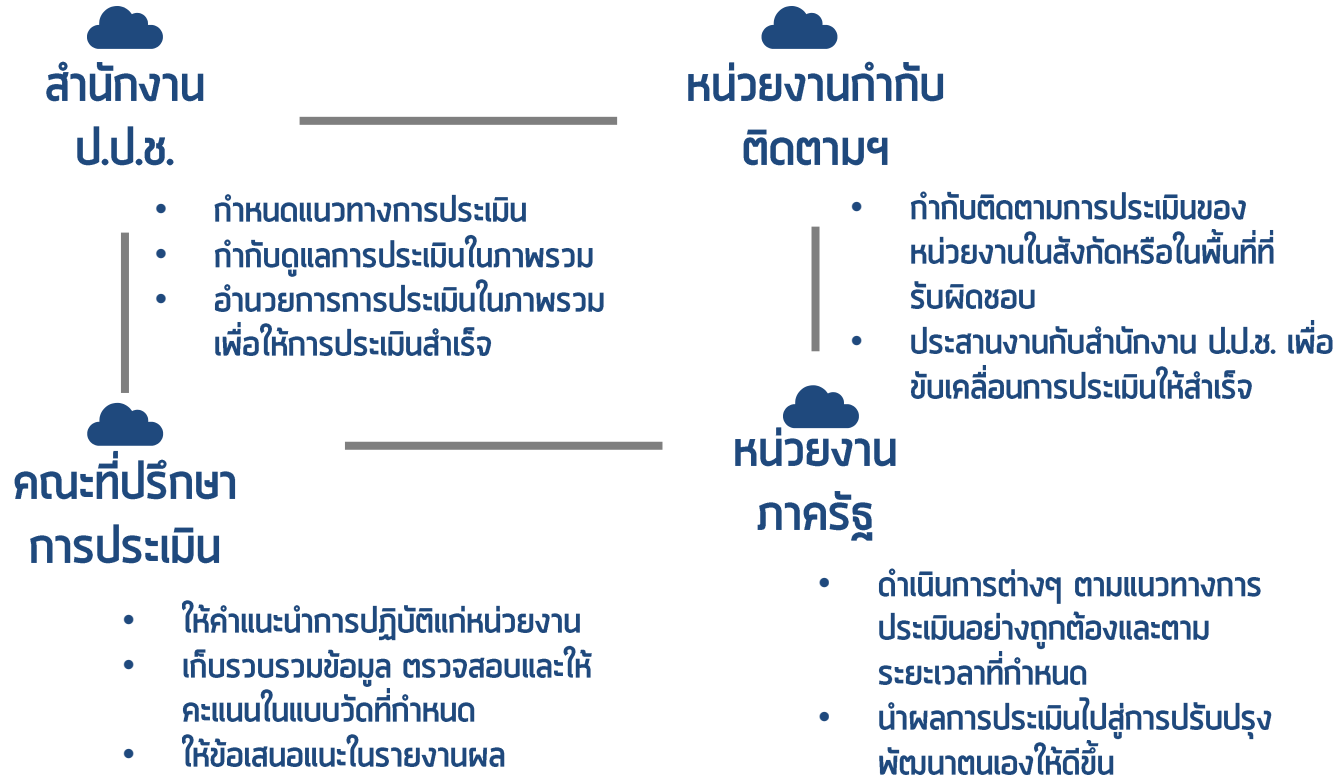 สำนักงาน
ป.ป.ช.
• กำหนดแนวทางการประเมิน
• กำกับดูแลการประเมินในภาพรวม
• อำนวยการการประเมินในภาพรวม
เพื่อให้การประเมินสำเร็จ
หน่วยงานกำกับ
ติดตามฯ
• กำกับติดตามการประเมินของ
หน่วยงานในสังกัดหรือในพื้นที่ที่
รับผิดชอบ
• ประสานงานกับสำนักงาน ป.ป.ช. เพื่อ
ขับเคลื่อนการประเมินให้สำเร็จ
คณะที่ปรึกษา
การประเมิน
• ให้คำแนะนำการปฏิบัติแก่หน่วยงาน
• เก็บรวบรวมข้อมูล ตรวจสอบและให้
คะแนนในแบบวัดที่กำหนด
• ให้ข้อเสนอแนะในรายงานผล
หน่วยงาน
ภาครัฐ
• ดำเนินการต่างๆ ตามแนวทางการ
ประเมินอย่างถูกต้องและตาม
ระยะเวลาที่กำหนด
• นำผลการประเมินไปสู่การปรับปรุง
พัฒนาตนเองให้ดีขึ้น